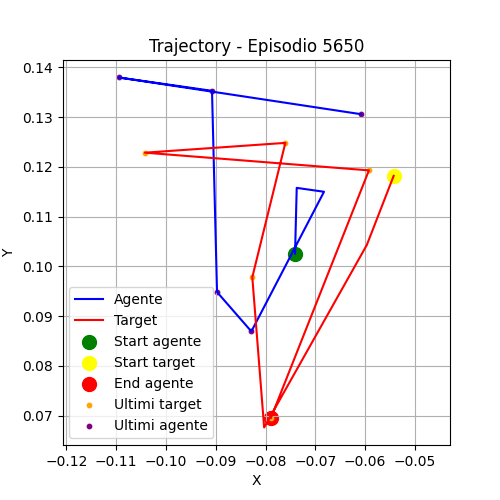 Trajectory - Episodio 5650
0.14
0.13
0.12
0.11
0.10
0.09
0.08
0.07
Y
Agente
Target
Start agente
Start target
End agente
Ultimi target
Ultimi agente
−0.12 −0.11 −0.10 −0.09 −0.08 −0.07 −0.06 −0.05
X